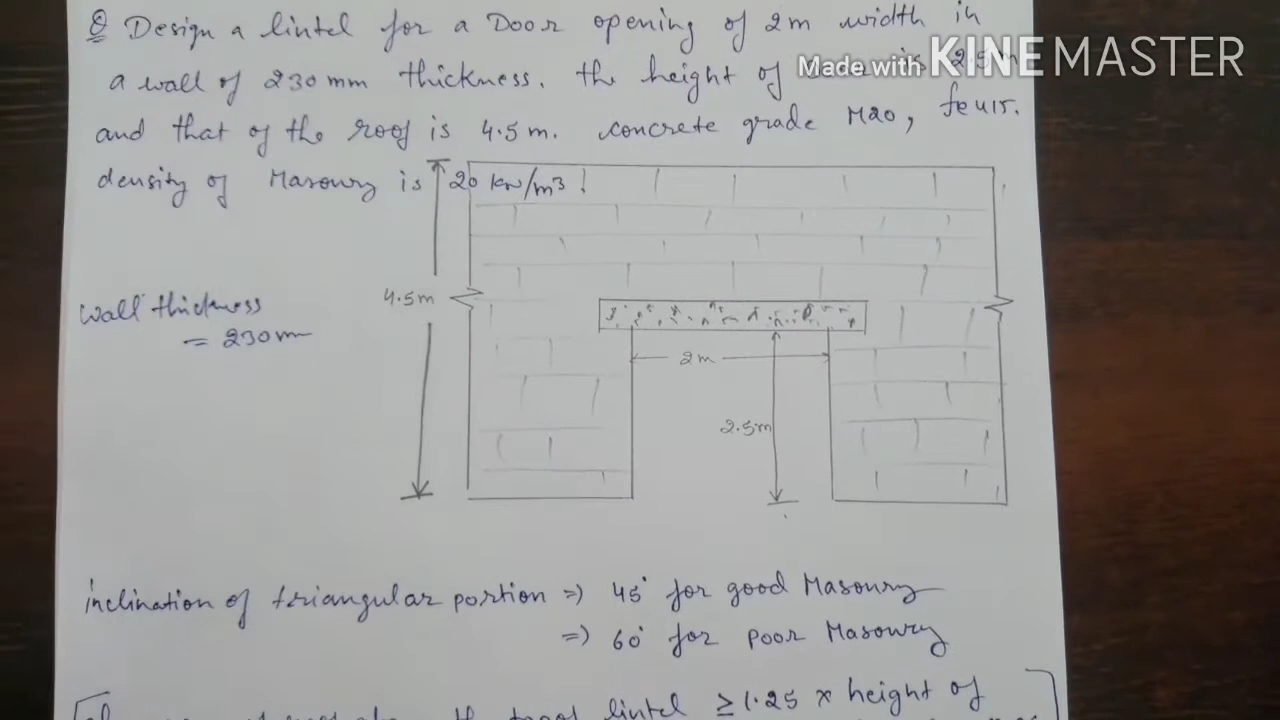 Q Design a lintel for a Door opening of 2m width in
a wall of 230mm thickness. the height of
Made with KINEMASTER
and that of the roof is 4.5m. concrete grade M20, fe415.
density of Masonry is 20 kN/m3.
4.5m
wall thickness
= 230mm
2m
2.5m
inclination of triangular portion => 45° for good Masonry
=> 60° for poor Masonry
lintel ≥ 1.25 x height of